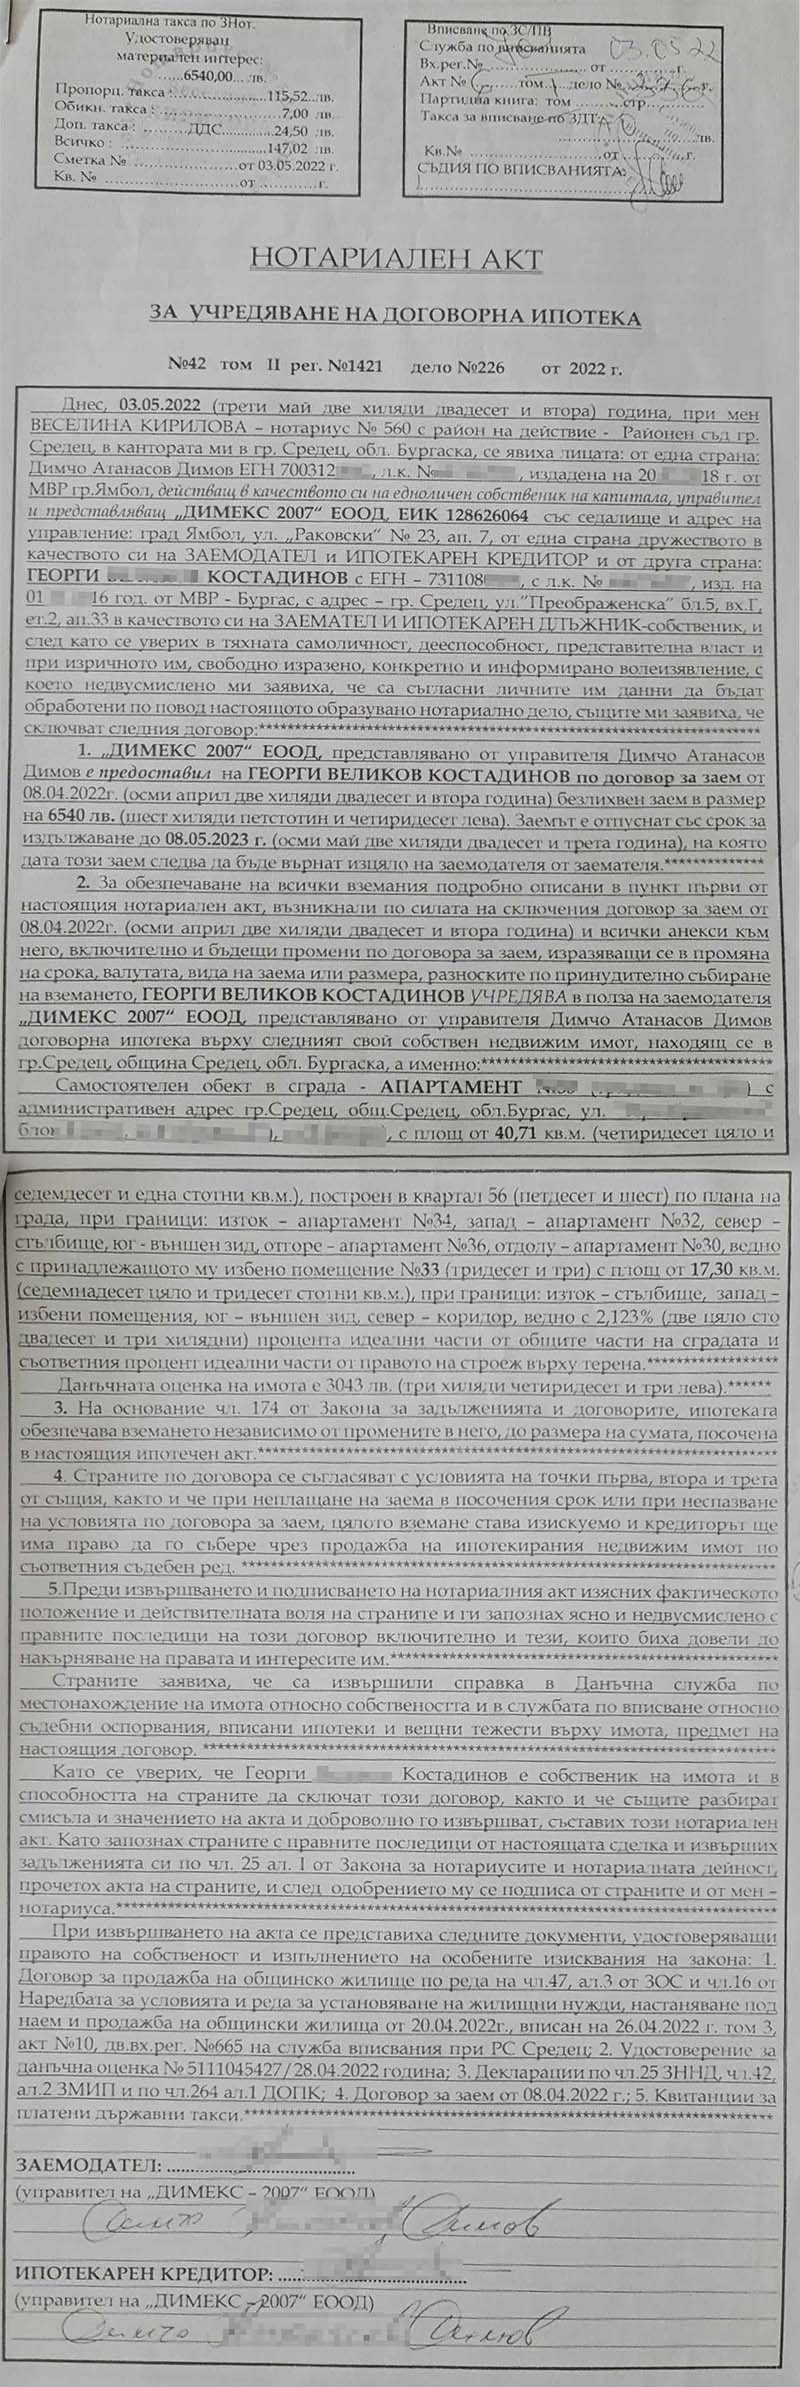 Нотариална такса по ЗНот.
Удостоверяван
материален интерес:
......6540,00... лв.
Пропорц. такса :..................115,52..лв.
Обикн. такса : .....................7,00 лв.
Доп. такса : ........ДДС............24,50 лв.
Всичко : ...........................147,02 лв.
Сметка № ....................от 03.05.2022 г.
Кв. № .......................от .............г.
Вписване по ЗС/ПВ
Служба по вписванията 03.05 22
Вх.рег.№................. от ................г.
Акт № том дело № г.
Партидна книга: том ........стр.
Такса за вписване по ЗДТ
лв.
Кв.№ ........................от............г.
СЪДИЯ ПО ВПИСВАНИЯТА:
НОТАРИАЛЕН АКТ
ЗА УЧРЕДЯВАНЕ НА ДОГОВОРНА ИПОТЕКА
№42 том II рег. №1421 дело №226 от 2022 г.
Днес, 03.05.2022 (трети май две хиляди двадесет и втора) година, при мен
ВЕСЕЛИНА КИРИЛОВА – нотариус № 560 с район на действие - Районен съд гр.
Средец, в кантората ми в гр. Средец, обл. Бургаска, се явиха лицата: от една страна:
Димчо Атанасов Димов ЕГН 700312 , л.к. № , издадена на 20 18 г. от
МВР гр.Ямбол, действащ в качеството си на едноличен собственик на капитала, управител
и представляващ „ДИМЕКС 2007" ЕООД, ЕИК 128626064 със седалище и адрес на
управление: град Ямбол, ул. „Раковски" № 23, ап. 7, от една страна дружеството в
качеството си на ЗАЕМОДАТЕЛ и ИПОТЕКАРЕН КРЕДИТОР и от друга страна:
ГЕОРГИ КОСТАДИНОВ с ЕГН – 731108 , с л.к. № , изд. на
01 16 год. от МВР - Бургас, с адрес – гр. Средец, ул."Преображенска" бл.5, вх.Г,
ет.2, ап.33 в качеството си на ЗАЕМАТЕЛ И ИПОТЕКАРЕН ДЛЪЖНИК-собственик, и
след като се уверих в тяхната самоличност, дееспособност, представителна власт и
при изричното им, свободно изразено, конкретно и информирано волеизявление, с
което недвусмислено ми заявиха, че са съгласни личните им данни да бъдат
обработени по повод настоящото образувано нотариално дело, същите ми заявиха, че
сключват следния договор:************************************************************
1. „ДИМЕКС 2007" ЕООД, представлявано от управителя Димчо Атанасов
Димов е предоставил на ГЕОРГИ ВЕЛИКОВ КОСТАДИНОВ по договор за заем от
08.04.2022г. (осми април две хиляди двадесет и втора година) безлихвен заем в размер
на 6540 лв. (шест хиляди петстотин и четиридесет лева). Заемът е отпуснат със срок за
издължаване до 08.05.2023 г. (осми май две хиляди двадесет и трета година), на която
дата този заем следва да бъде върнат изцяло на заемодателя от заемателя.**************
2. За обезпечаване на всички вземания подробно описани в пункт първи от
настоящия нотариален акт, възникнали по силата на сключения договор за заем от
08.04.2022г. (осми април две хиляди двадесет и втора година) и всички анекси към
него, включително и бъдещи промени по договора за заем, изразяващи се в промяна
на срока, валутата, вида на заема или размера, разноските по принудително събиране
на вземането, ГЕОРГИ ВЕЛИКОВ КОСТАДИНОВ УЧРЕДЯВА в полза на заемодателя
„ДИМЕКС 2007" ЕООД, представлявано от управителя Димчо Атанасов Димов
договорна ипотека върху следният свой собствен недвижим имот, находящ се в
гр.Средец, община Средец, обл. Бургаска, а именно:***********************************
Самостоятелен обект в сграда - АПАРТАМЕНТ ) с
административен адрес гр.Средец, общ.Средец, обл.Бургас, ул.
блок ), , с площ от 40,71 кв.м. (четиридесет цяло и
седемдесет и една стотни кв.м.), построен в квартал 56 (петдесет и шест) по плана на
града, при граници: изток – апартамент №34, запад – апартамент №32, север –
стълбище, юг - външен зид, отгоре – апартамент №36, отдолу – апартамент №30, ведно
с принадлежащото му избено помещение №33 (тридесет и три) с площ от 17,30 кв.м.
(седемнадесет цяло и тридесет стотни кв.м.), при граници: изток – стълбище, запад –
избени помещения, юг – външен зид, север – коридор, ведно с 2,123% (две цяло сто
двадесет и три хилядни) процента идеални части от общите части на сградата и
съответния процент идеални части от правото на строеж върху терена.*****************
Данъчната оценка на имота е 3043 лв. (три хиляди четиридесет и три лева).******
3. На основание чл. 174 от Закона за задълженията и договорите, ипотеката
обезпечава вземането независимо от промените в него, до размера на сумата, посочена
в настоящия ипотечен акт.************************************************************
4. Страните по договора се съгласяват с условията на точки първа, втора и трета
от същия, както и че при неплащане на заема в посочения срок или при неспазване
на условията по договора за заем, цялото вземане става изискуемо и кредиторът ще
има право да го събере чрез продажба на ипотекирания недвижим имот по
съответния съдебен ред. ************************************************************
5.Преди извършването и подписването на нотариалния акт изясних фактическото
положение и действителната воля на страните и ги запознах ясно и недвусмислено с
правните последици на този договор включително и тези, които биха довели до
накърняване на правата и интересите им.*********************************************
Страните заявиха, че са извършили справка в Данъчна служба по
местонахождение на имота относно собствеността и в службата по вписване относно
съдебни оспорвания, вписани ипотеки и вещни тежести върху имота, предмет на
настоящия договор. ******************************************************************
Като се уверих, че Георги Костадинов е собственик на имота и в
способността на страните да сключат този договор, както и че същите разбират
смисъла и значението на акта и доброволно го извършват, съставих този нотариален
акт. Като запознах страните с правните последици от настоящата сделка и извърших
задълженията си по чл. 25 ал. I от Закона за нотариусите и нотариалната дейност,
прочетох акта на страните, и след одобрението му се подписа от страните и от мен –
нотариуса.***************************************************************************
При извършването на акта се представиха следните документи, удостоверяващи
правото на собственост и изпълнението на особените изисквания на закона: 1.
Договор за продажба на общинско жилище по реда на чл.47, ал.3 от ЗОС и чл.16 от
Наредбата за условията и реда за установяване на жилищни нужди, настаняване под
наем и продажба на общински жилища от 20.04.2022г., вписан на 26.04.2022 г. том 3,
акт №10, дв.вх.рег. №665 на служба вписвания при РС Средец; 2. Удостоверение за
данъчна оценка № 5111045427/28.04.2022 година; 3. Декларации по чл.25 ЗННД, чл.42,
ал.2 ЗМИП и по чл.264 ал.1 ДОПК; 4. Договор за заем от 08.04.2022 г.; 5. Квитанции за
платени държавни такси.**************************************************************
ЗАЕМОДАТЕЛ: ......................................
(управител на „ДИМЕКС – 2007" ЕООД)
Димчо Димов
ИПОТЕКАРЕН КРЕДИТОР: ......................................
(управител на „ДИМЕКС – 2007" ЕООД)
Димчо Димов